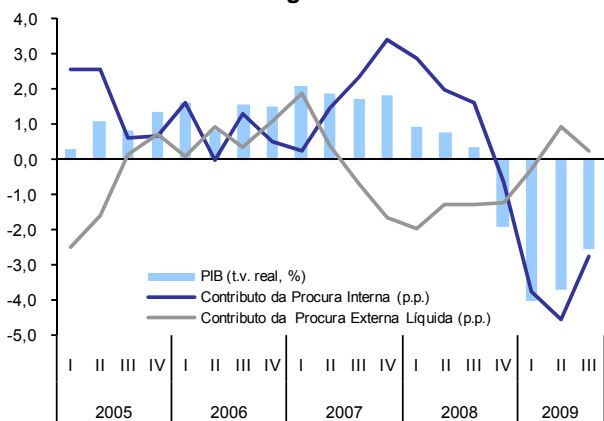 4,0
3,0
2,0
1,0
0,0
-1,0
-2,0
-3,0
-4,0
-5,0
PIB (t.v. real, %)
Contributo da Procura Interna (p.p.)
Contributo da Procura Externa Líquida (p.p.)
I II III IV I II III IV I II III IV I II III IV I II III
2005 2006 2007 2008 2009